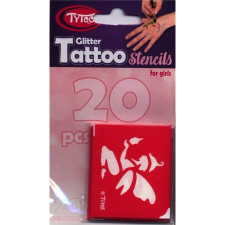 TyToo
Glitter
Tattoo
Stencils
for girls
20
pcs